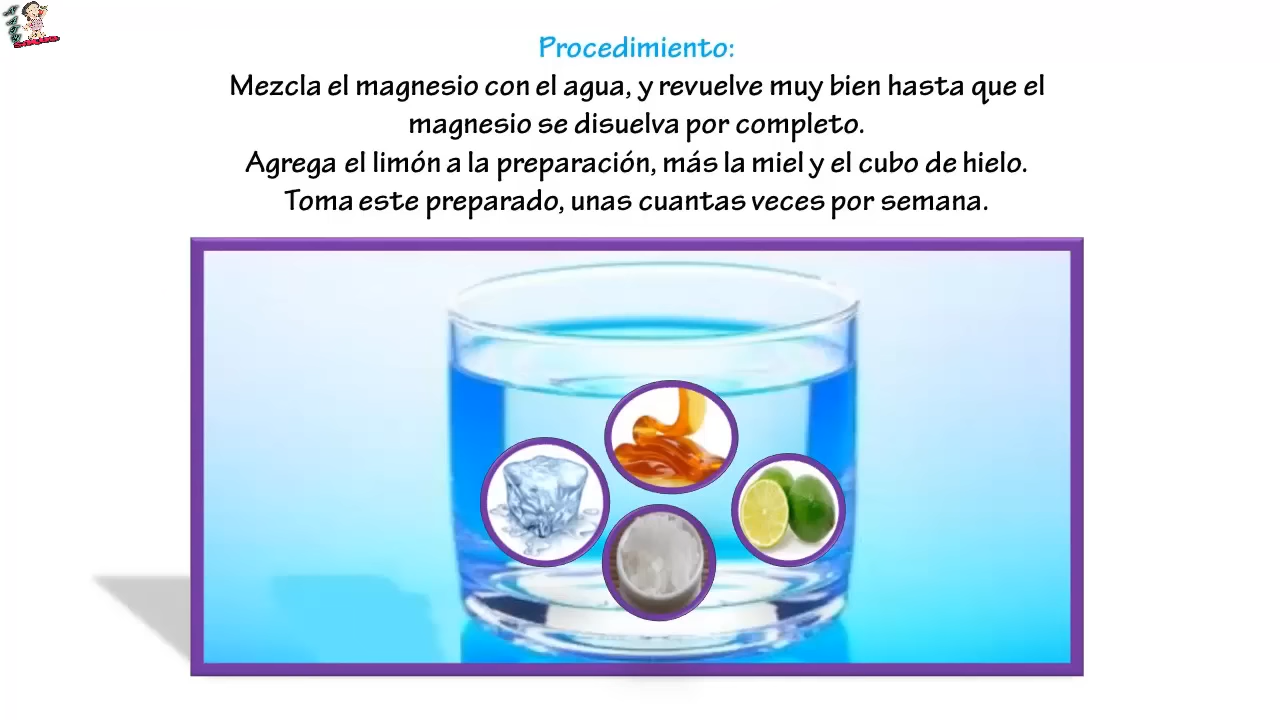 Procedimiento:
Mezcla el magnesio con el agua, y revuelve muy bien hasta que el
magnesio se disuelva por completo.
Agrega el limón a la preparación, más la miel y el cubo de hielo.
Toma este preparado, unas cuantas veces por semana.